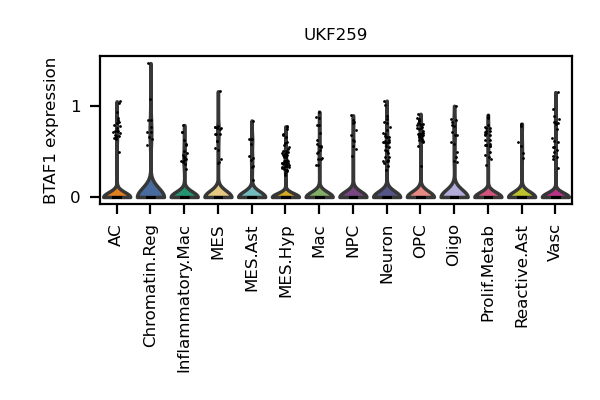 UKF259
BTAF1 expression
1
0
AC
Chromatin.Reg
Inflammatory.Mac
MES
MES.Ast
MES.Hyp
Mac
NPC
Neuron
OPC
Oligo
Prolif.Metab
Reactive.Ast
Vasc